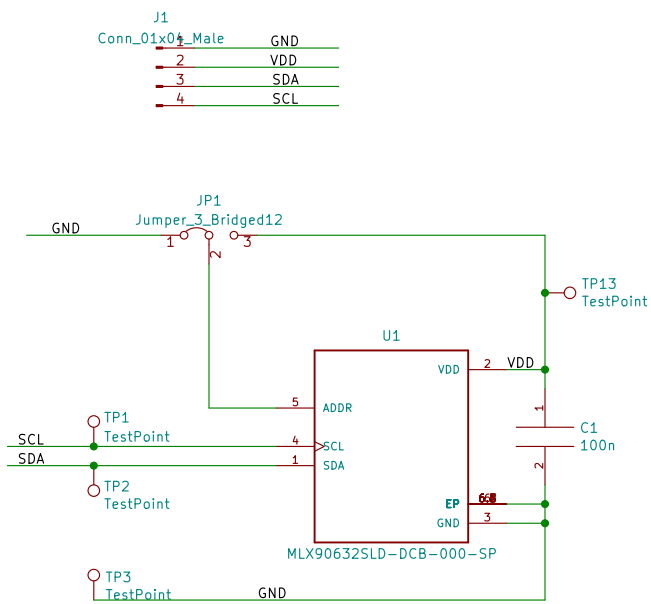 J1
Conn_01x04_Male
1 GND
2 VDD
3 SDA
4 SCL
JP1
Jumper_3_Bridged12
GND
1
2
3
TP13
TestPoint
U1
VDD
2
VDD
5
ADDR
1
C1
100n
2
TP1
TestPoint
SCL
4
SCL
SDA
1
SDA
TP2
TestPoint
EP
GND
3
MLX90632SLD-DCB-000-SP
TP3
TestPoint
GND